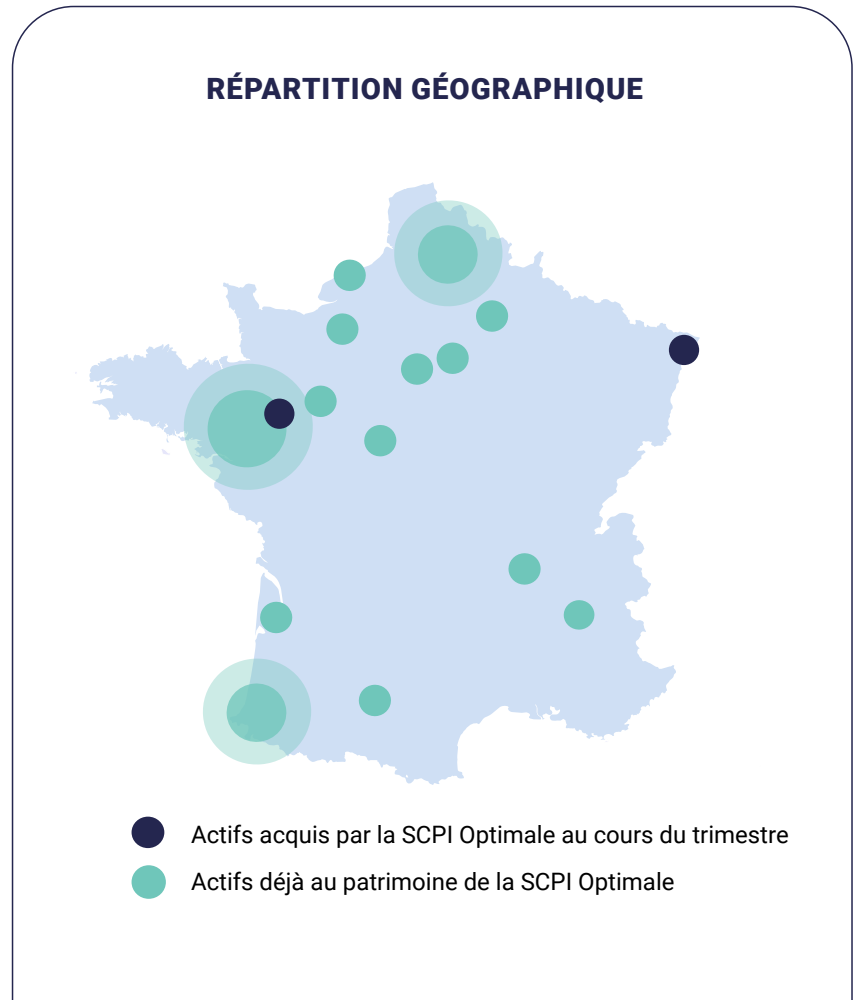 RÉPARTITION GÉOGRAPHIQUE
Actifs acquis par la SCPI Optimale au cours du trimestre
Actifs déjà au patrimoine de la SCPI Optimale